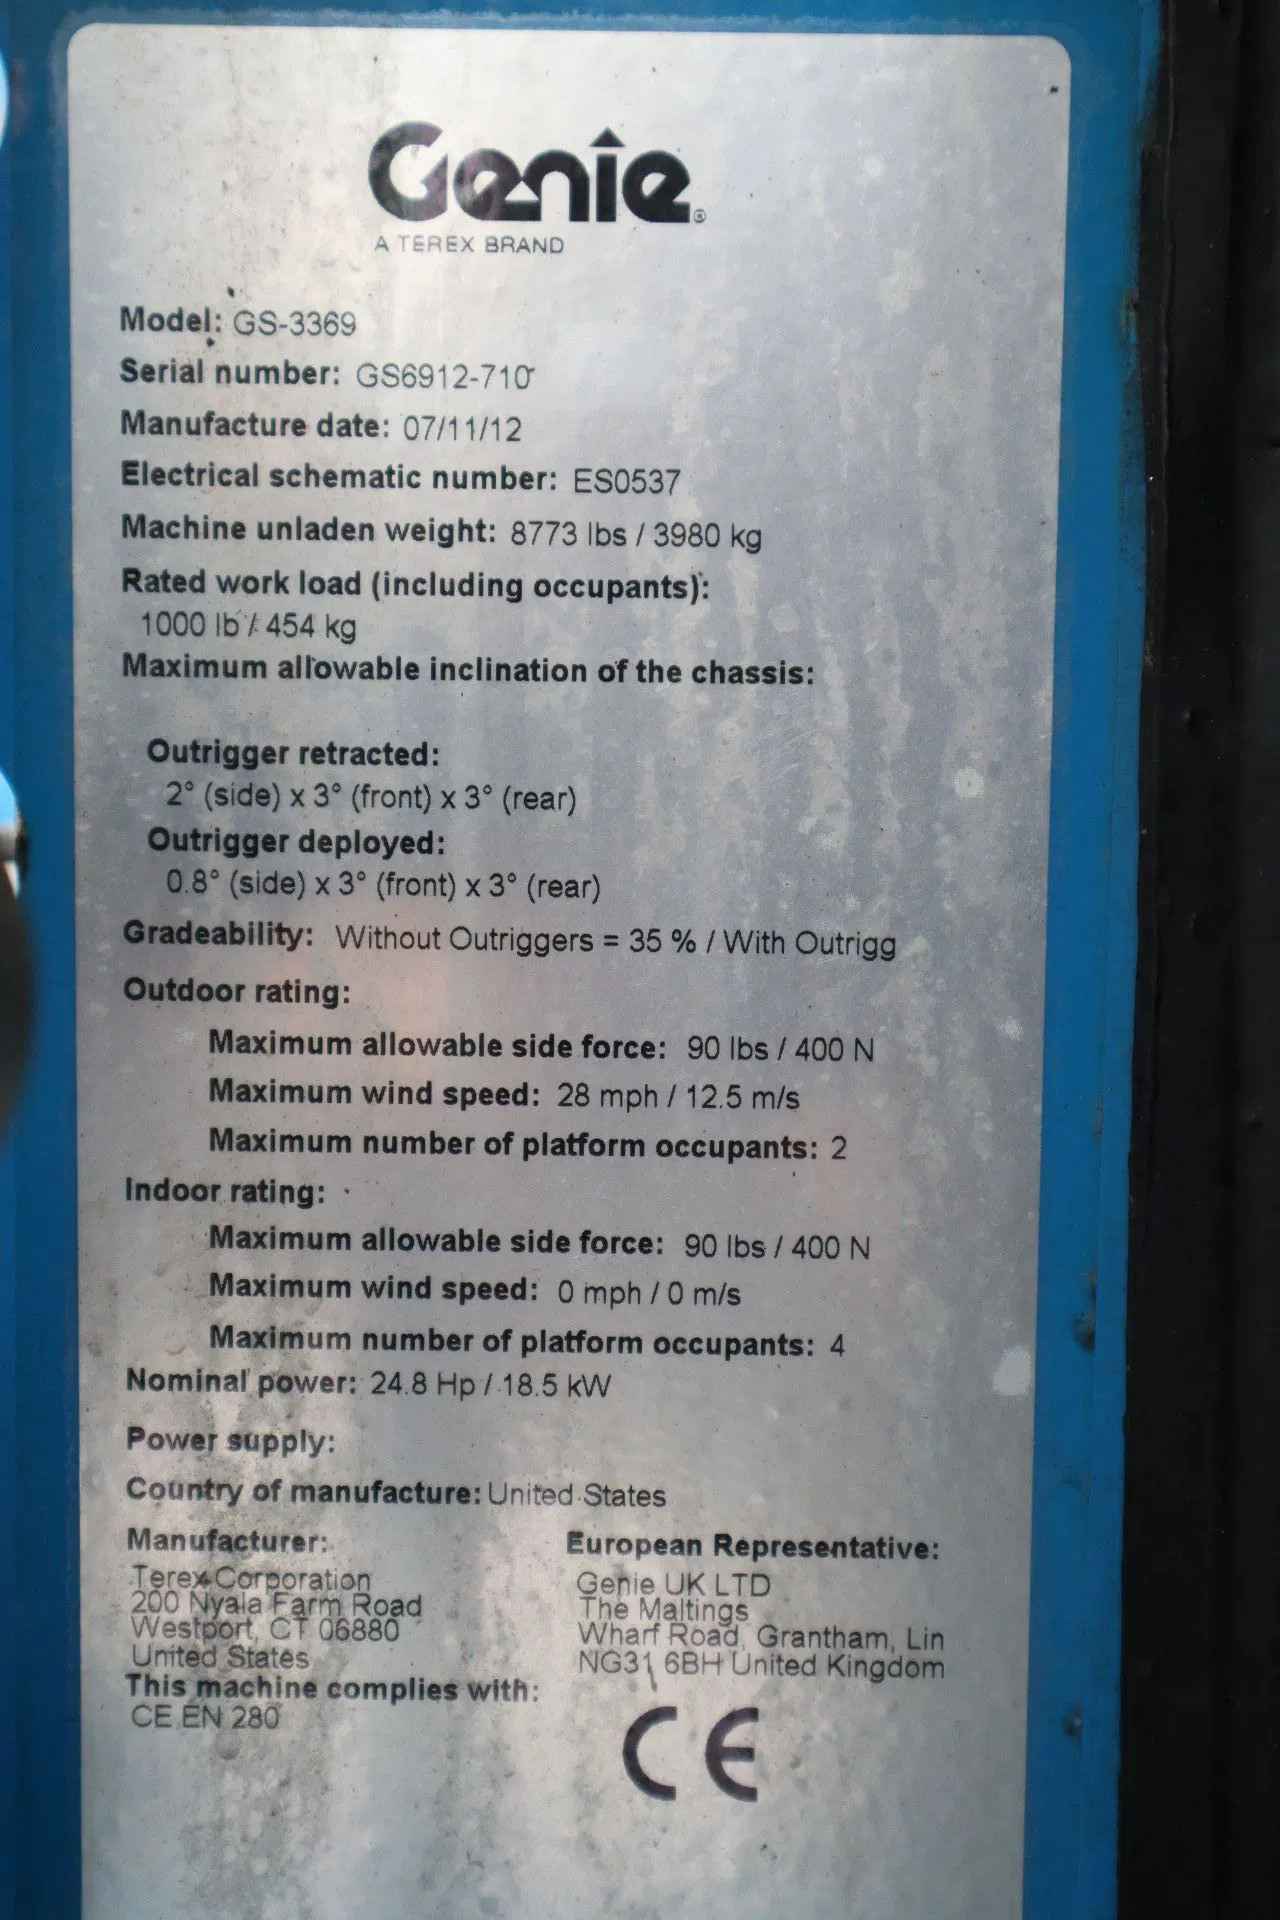 Genie®
A TEREX BRAND
Model: GS-3369
Serial number: GS6912-710
Manufacture date: 07/11/12
Electrical schematic number: ES0537
Machine unladen weight: 8773 lbs / 3980 kg
Rated work load (including occupants):
1000 lb / 454 kg
Maximum allowable inclination of the chassis:
Outrigger retracted:
2° (side) x 3° (front) x 3° (rear)
Outrigger deployed:
0.8° (side) x 3° (front) x 3° (rear)
Gradeability: Without Outriggers = 35 % / With Outrigg
Outdoor rating:
Maximum allowable side force: 90 lbs / 400 N
Maximum wind speed: 28 mph / 12.5 m/s
Maximum number of platform occupants: 2
Indoor rating:
Maximum allowable side force: 90 lbs / 400 N
Maximum wind speed: 0 mph / 0 m/s
Maximum number of platform occupants: 4
Nominal power: 24.8 Hp / 18.5 kW
Power supply:
Country of manufacture: United States
Manufacturer:
Terex Corporation
200 Nyala Farm Road
Westport, CT 06880
United States
European Representative:
Genie UK LTD
The Maltings
Wharf Road, Grantham, Lin
NG31 6BH United Kingdom
This machine complies with:
CE EN 280
CE